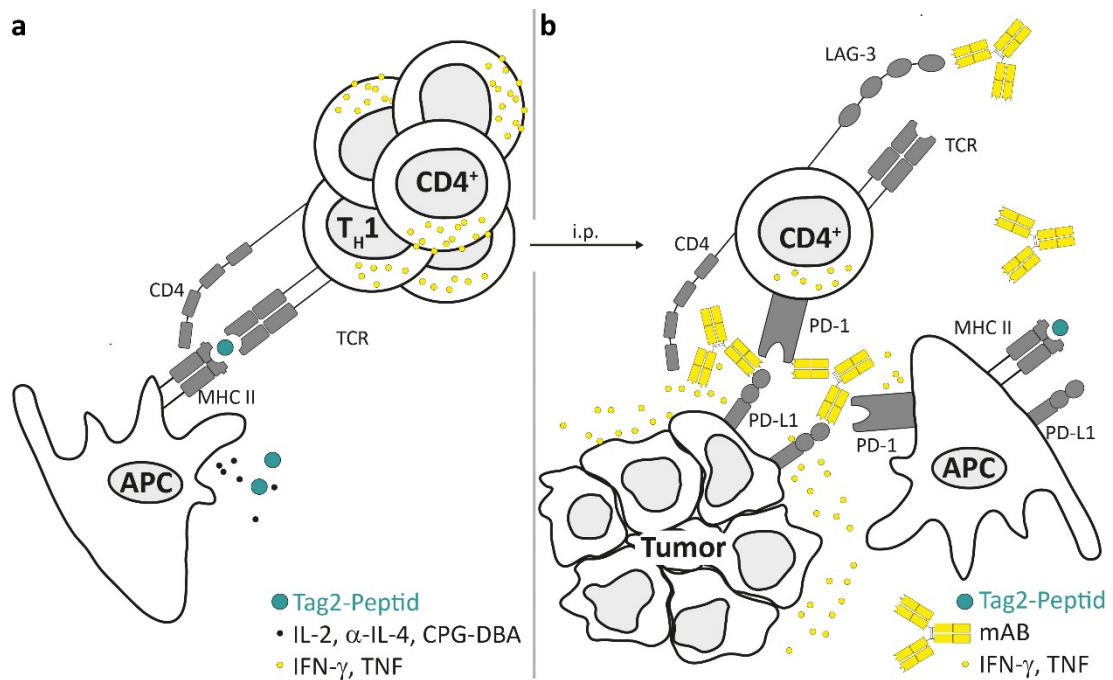 a
CD4⁺
T_H1
CD4
TCR
MHC II
APC
Tag2-Peptid
IL-2, α-IL-4, CPG-DBA
IFN-γ, TNF
i.p.
b
LAG-3
TCR
CD4
CD4⁺
PD-1
MHC II
PD-L1
PD-1
PD-L1
APC
Tumor
Tag2-Peptid
mAB
IFN-γ, TNF